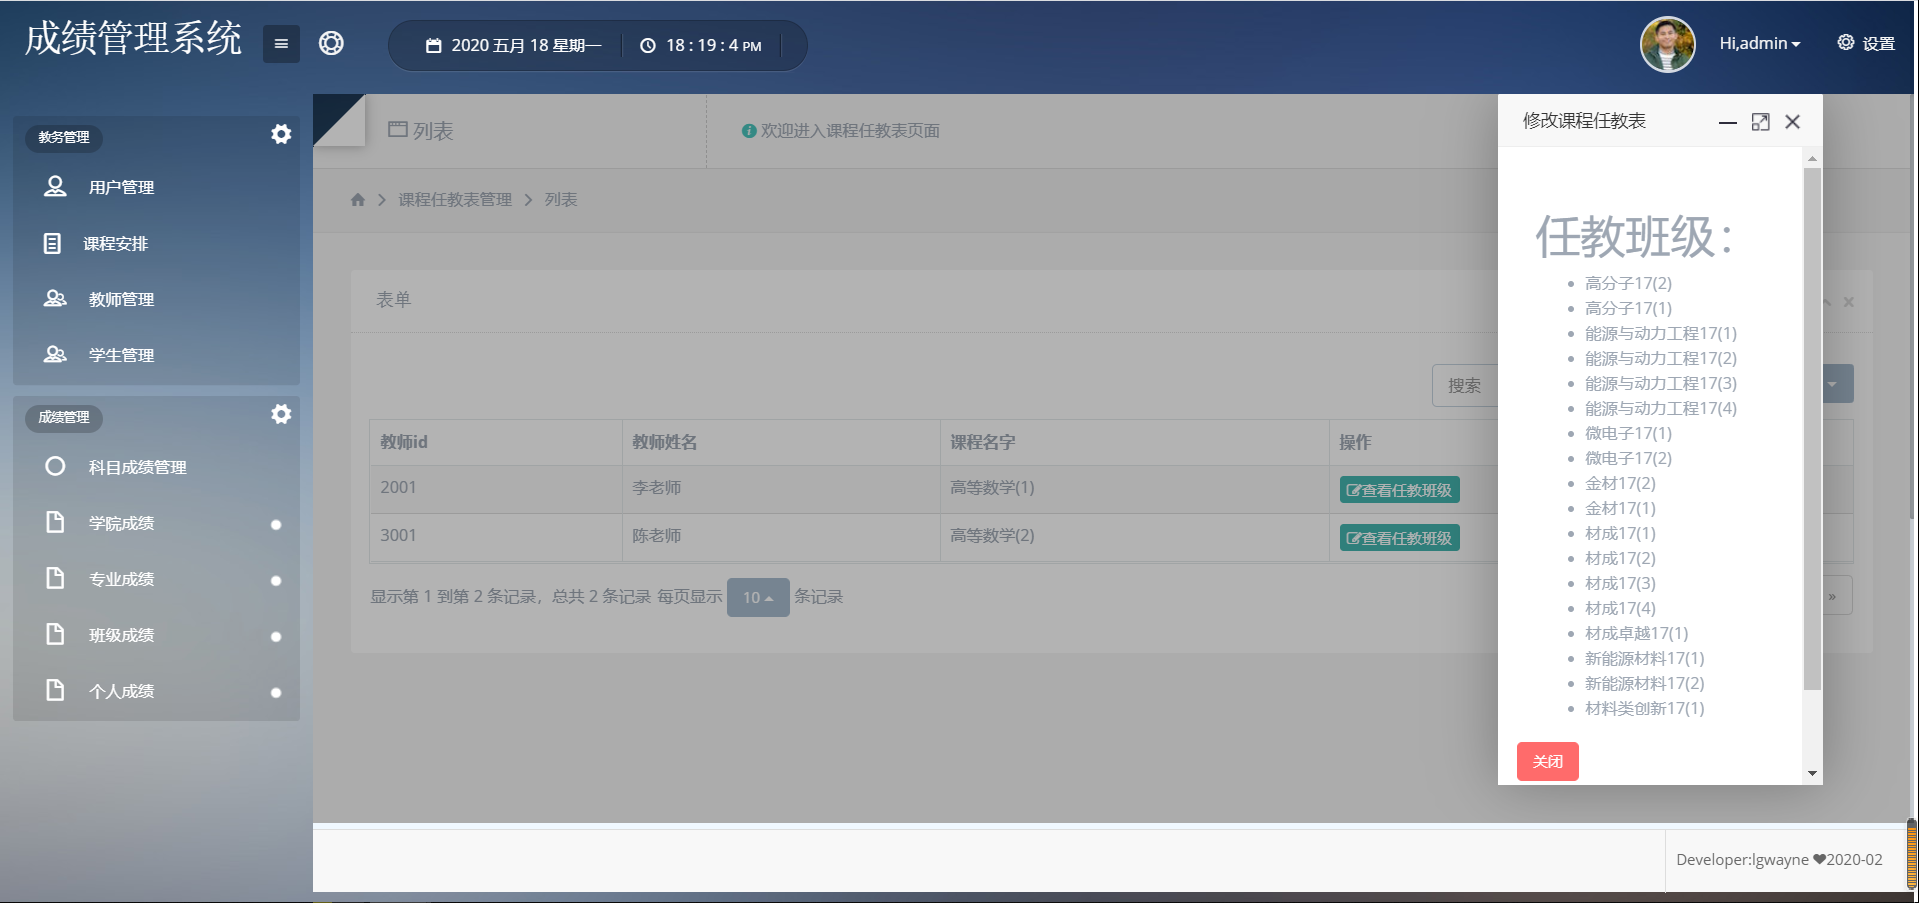 成绩管理系统
2020 五月 18 星期一
18 : 19 : 4 PM
Hi,admin
设置
教务管理
用户管理
课程安排
教师管理
学生管理
成绩管理
科目成绩管理
学院成绩
专业成绩
班级成绩
个人成绩
列表
欢迎进入课程任教表页面
课程任教表管理
列表
表单
搜索
教师id 教师姓名 课程名字 操作
2001 李老师 高等数学(1) 查看任教班级
3001 陈老师 高等数学(2) 查看任教班级
显示第 1 到第 2 条记录，总共 2 条记录 每页显示 10 条记录
»
修改课程任教表
任教班级：
高分子17(2)
高分子17(1)
能源与动力工程17(1)
能源与动力工程17(2)
能源与动力工程17(3)
能源与动力工程17(4)
微电子17(1)
微电子17(2)
金材17(2)
金材17(1)
材成17(1)
材成17(2)
材成17(3)
材成17(4)
材成卓越17(1)
新能源材料17(1)
新能源材料17(2)
材料类创新17(1)
关闭
Developer:lgwayne ❤2020-02